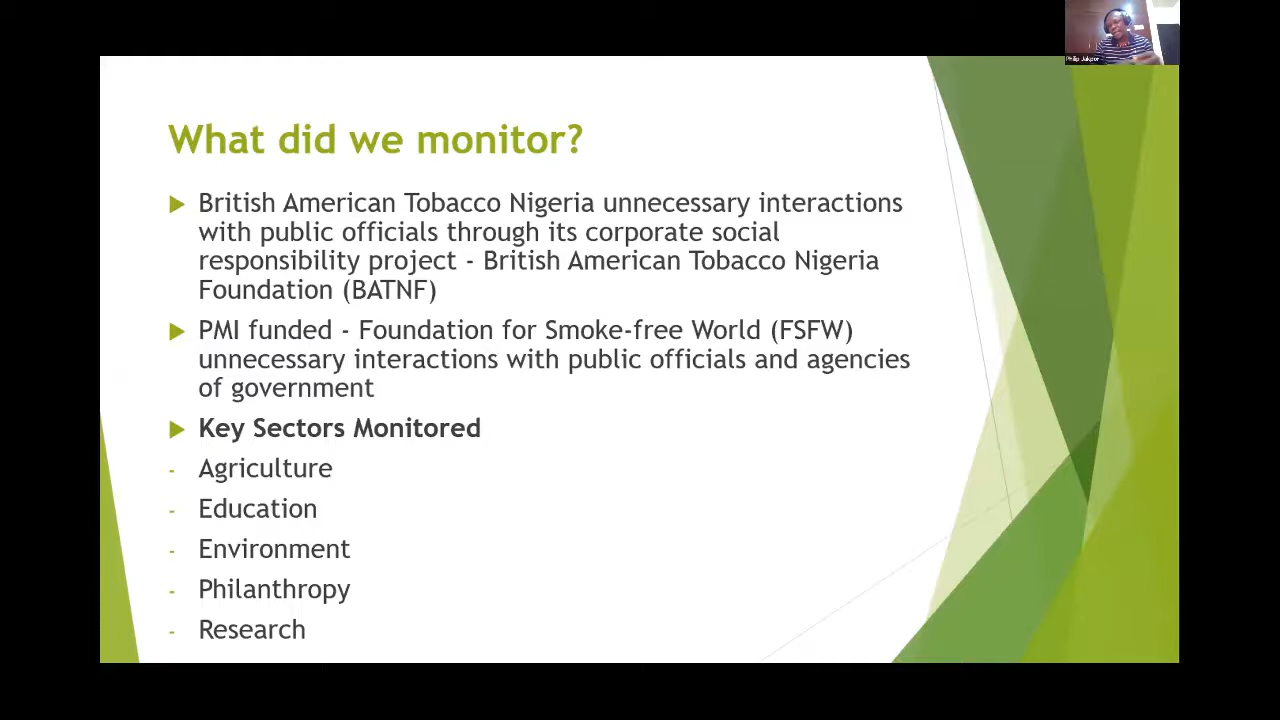 Philip Jakpor
What did we monitor?
British American Tobacco Nigeria unnecessary interactions
with public officials through its corporate social
responsibility project - British American Tobacco Nigeria
Foundation (BATNF)
PMI funded - Foundation for Smoke-free World (FSFW)
unnecessary interactions with public officials and agencies
of government
Key Sectors Monitored
- Agriculture
- Education
- Environment
- Philanthropy
- Research